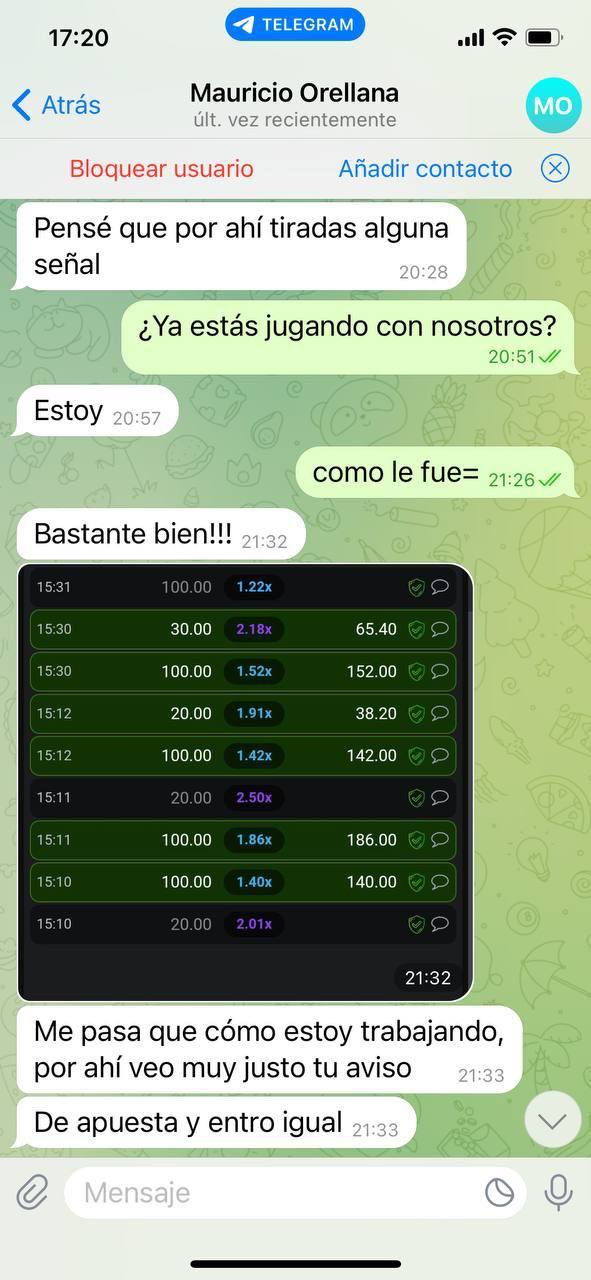 17:20
TELEGRAM
Atrás
Mauricio Orellana
últ. vez recientemente
MO
Bloquear usuario
Añadir contacto
Pensé que por ahí tiradas alguna
señal 20:28
¿Ya estás jugando con nosotros?
20:51
Estoy 20:57
como le fue= 21:26
Bastante bien!!! 21:32
15:31 100.00 1.22x
15:30 30.00 2.18x 65.40
15:30 100.00 1.52x 152.00
15:12 20.00 1.91x 38.20
15:12 100.00 1.42x 142.00
15:11 20.00 2.50x
15:11 100.00 1.86x 186.00
15:10 100.00 1.40x 140.00
15:10 20.00 2.01x
21:32
Me pasa que cómo estoy trabajando,
por ahí veo muy justo tu aviso 21:33
De apuesta y entro igual 21:33
Mensaje